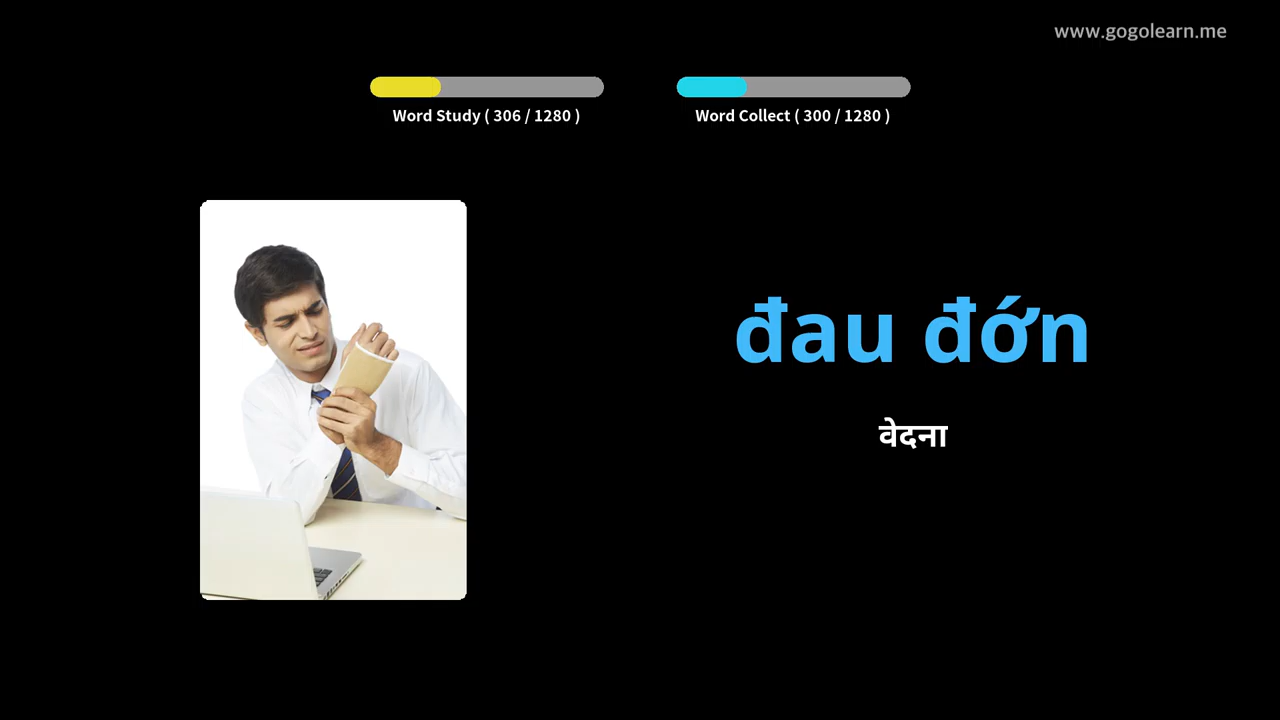 www.gogolearn.me
Word Study ( 306 / 1280 )
Word Collect ( 300 / 1280 )
đau đớn
वेदना